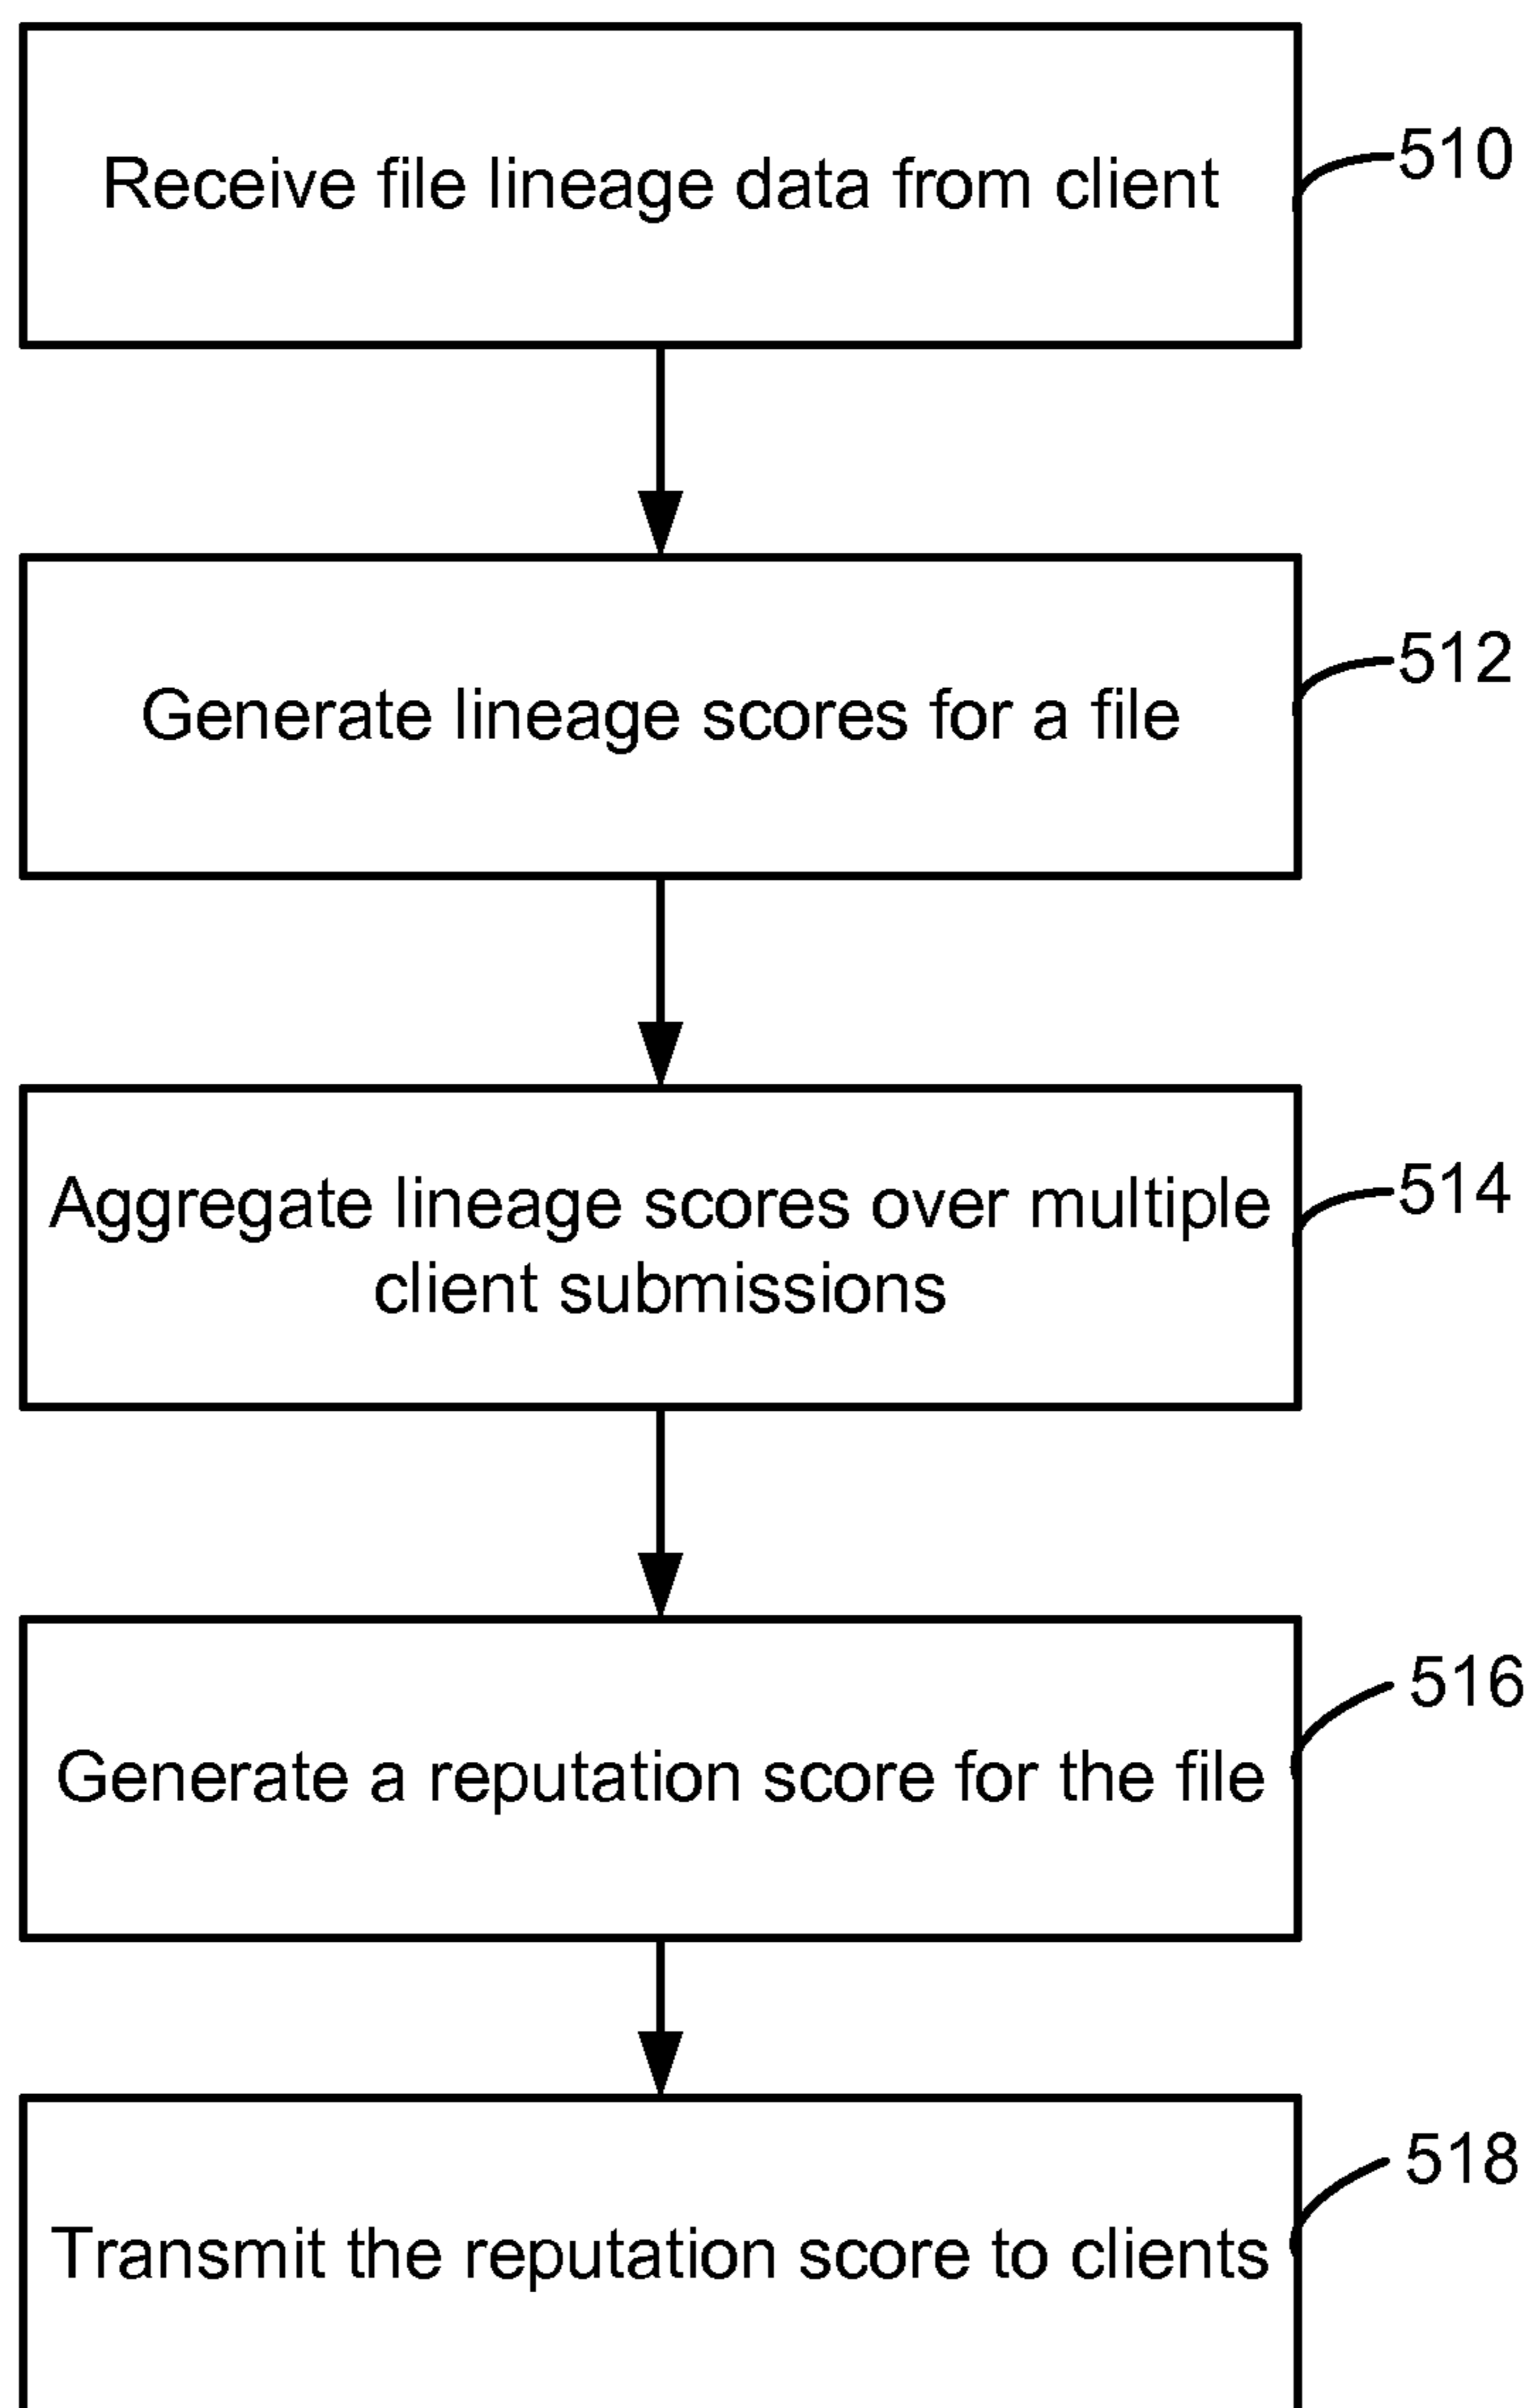 Receive file lineage data from client
510
Generate lineage scores for a file
512
Aggregate lineage scores over multiple
client submissions
514
Generate a reputation score for the file
516
Transmit the reputation score to clients
518